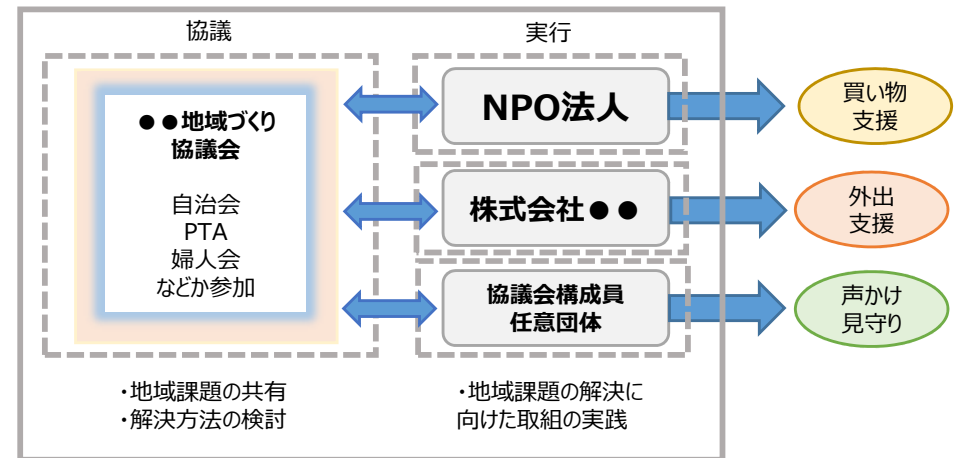 協議
●●地域づくり
協議会
自治会
PTA
婦人会
などか参加
・地域課題の共有
・解決方法の検討
実行
NPO法人
株式会社●●
協議会構成員
任意団体
・地域課題の解決に
向けた取組の実践
買い物
支援
外出
支援
声かけ
見守り